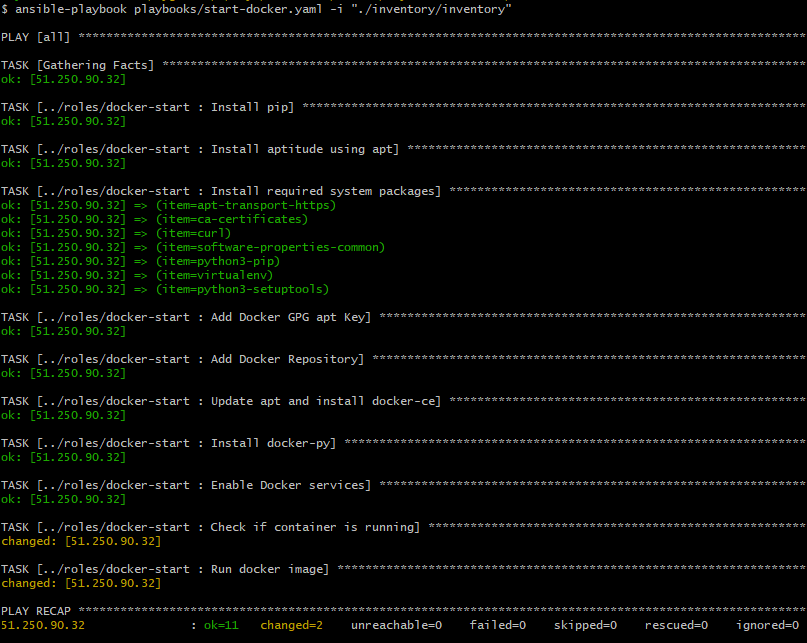 $ ansible-playbook playbooks/start-docker.yaml -i "./inventory/inventory"
PLAY [all] *********************************************************************************************************
TASK [Gathering Facts] *********************************************************************************************
ok: [51.250.90.32]
TASK [../roles/docker-start : Install pip] *************************************************************************
ok: [51.250.90.32]
TASK [../roles/docker-start : Install aptitude using apt] **********************************************************
ok: [51.250.90.32]
TASK [../roles/docker-start : Install required system packages] ****************************************************
ok: [51.250.90.32] => (item=apt-transport-https)
ok: [51.250.90.32] => (item=ca-certificates)
ok: [51.250.90.32] => (item=curl)
ok: [51.250.90.32] => (item=software-properties-common)
ok: [51.250.90.32] => (item=python3-pip)
ok: [51.250.90.32] => (item=virtualenv)
ok: [51.250.90.32] => (item=python3-setuptools)
TASK [../roles/docker-start : Add Docker GPG apt Key] **************************************************************
ok: [51.250.90.32]
TASK [../roles/docker-start : Add Docker Repository] ***************************************************************
ok: [51.250.90.32]
TASK [../roles/docker-start : Update apt and install docker-ce] ****************************************************
ok: [51.250.90.32]
TASK [../roles/docker-start : Install docker-py] *******************************************************************
ok: [51.250.90.32]
TASK [../roles/docker-start : Enable Docker services] **************************************************************
ok: [51.250.90.32]
TASK [../roles/docker-start : Check if container is running] *******************************************************
changed: [51.250.90.32]
TASK [../roles/docker-start : Run docker image] ********************************************************************
changed: [51.250.90.32]
PLAY RECAP *********************************************************************************************************
51.250.90.32 : ok=11 changed=2 unreachable=0 failed=0 skipped=0 rescued=0 ignored=0